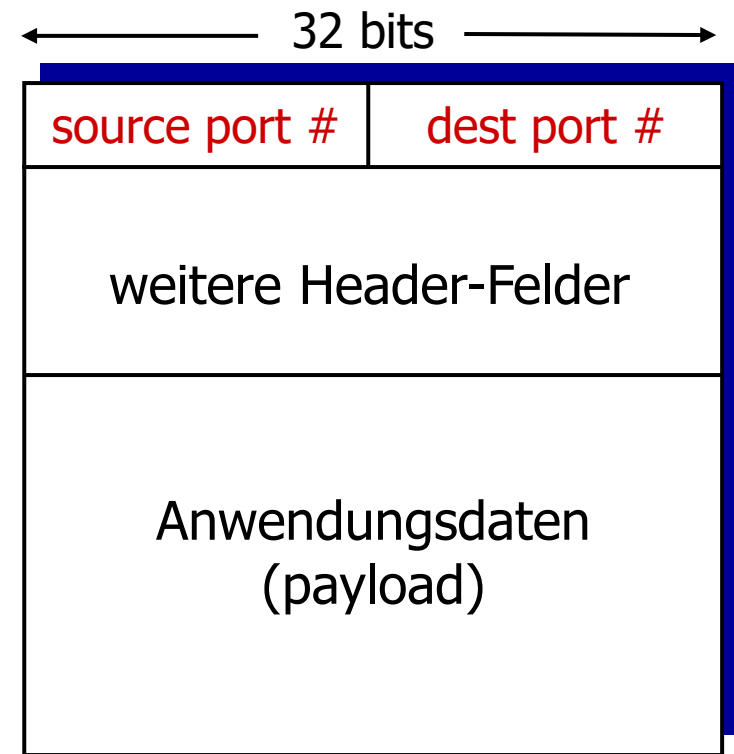 32 bits
source port # dest port #
weitere Header-Felder
Anwendungsdaten
(payload)